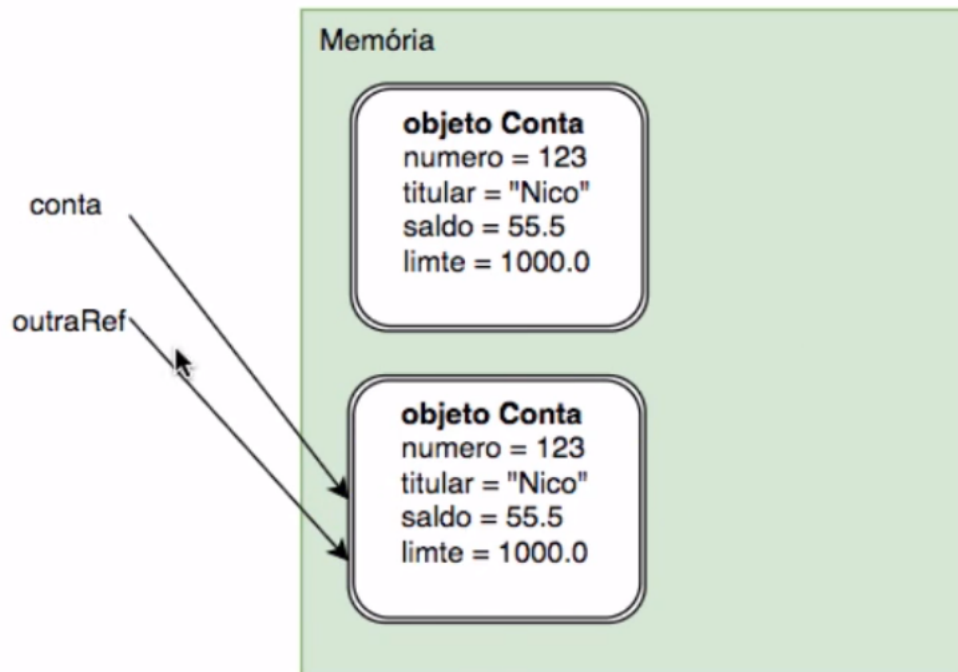 Memória
objeto Conta
numero = 123
titular = "Nico"
saldo = 55.5
limte = 1000.0
conta
outraRef
objeto Conta
numero = 123
titular = "Nico"
saldo = 55.5
limte = 1000.0